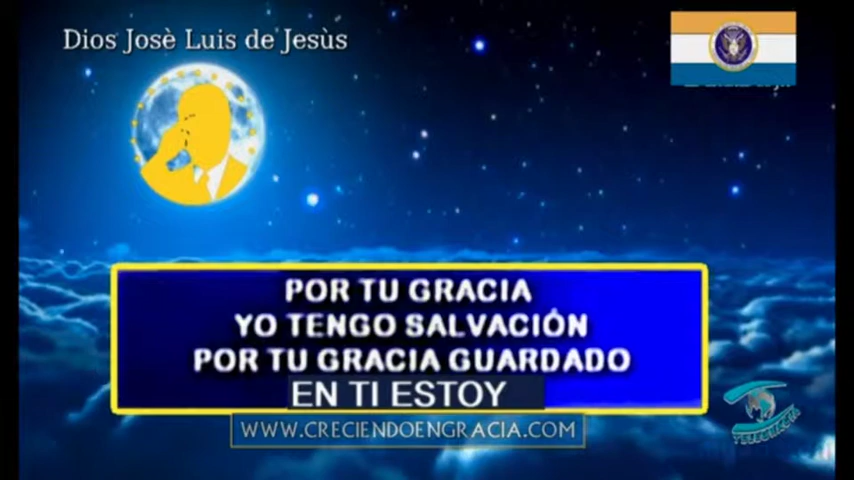 Dios Josè Luis de Jesùs
POR TU GRACIA
YO TENGO SALVACIÓN
POR TU GRACIA GUARDADO
EN TI ESTOY
WWW.CRECIENDOENGRACIA.COM
TELEGRACIA